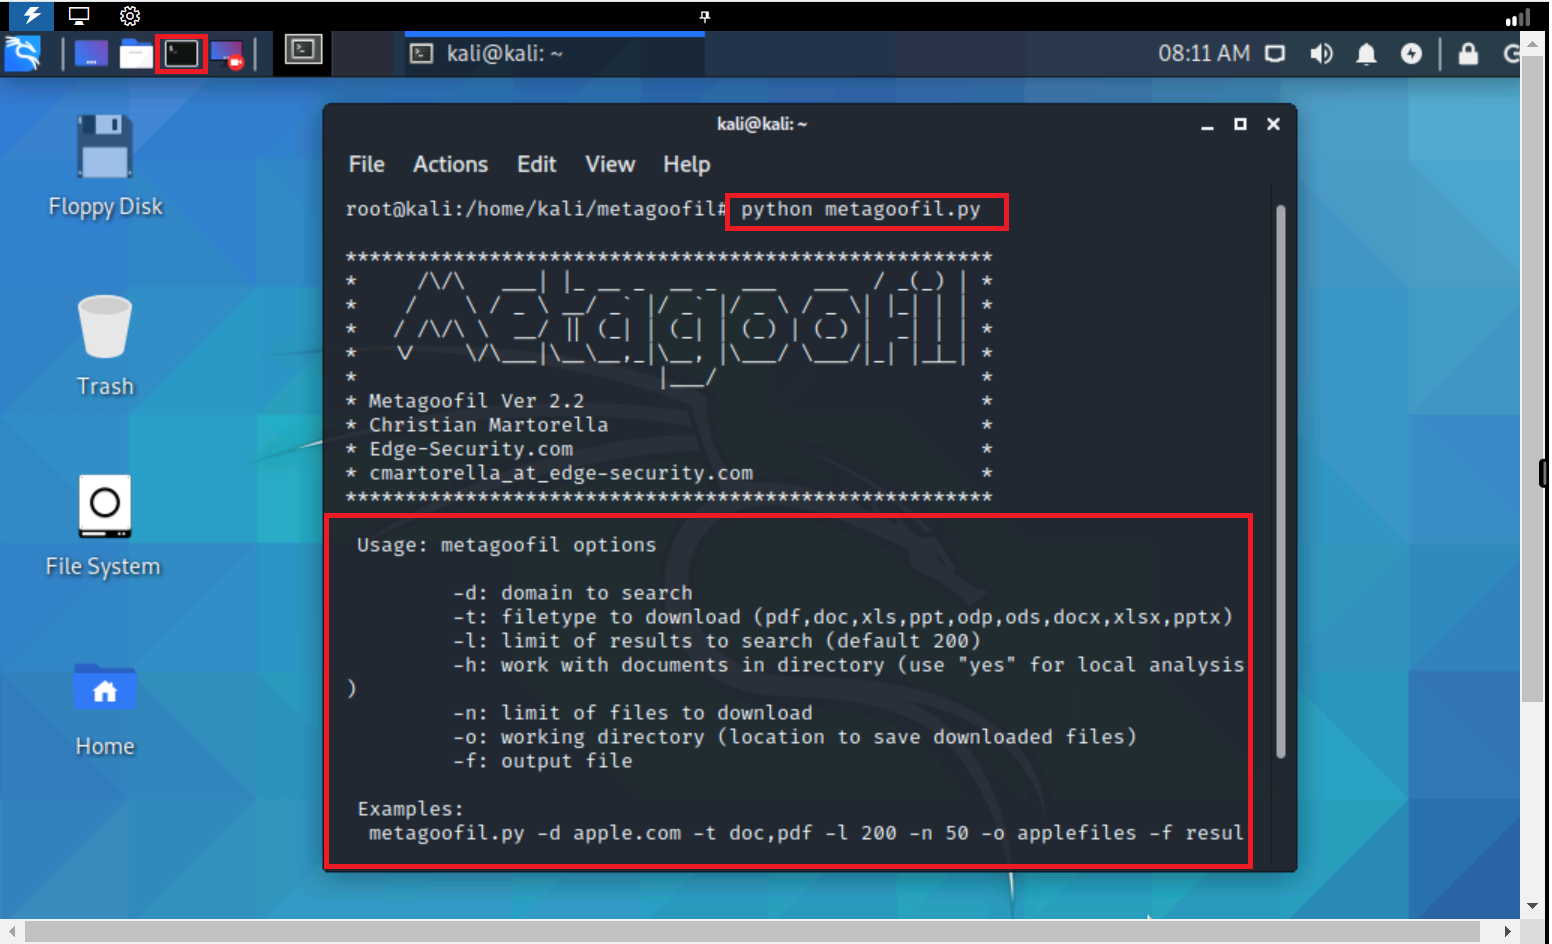 kali@kali: ~
08:11 AM
Floppy Disk
Trash
File System
Home
kali@kali: ~
File Actions Edit View Help
root@kali:/home/kali/metagoofil# python metagoofil.py
******************************************************
Metagoofil
* Metagoofil Ver 2.2 *
* Christian Martorella *
* Edge-Security.com *
* cmartorella_at_edge-security.com *
******************************************************
Usage: metagoofil options
-d: domain to search
-t: filetype to download (pdf,doc,xls,ppt,odp,ods,docx,xlsx,pptx)
-l: limit of results to search (default 200)
-h: work with documents in directory (use "yes" for local analysis
)
-n: limit of files to download
-o: working directory (location to save downloaded files)
-f: output file
Examples:
metagoofil.py -d apple.com -t doc,pdf -l 200 -n 50 -o applefiles -f resul